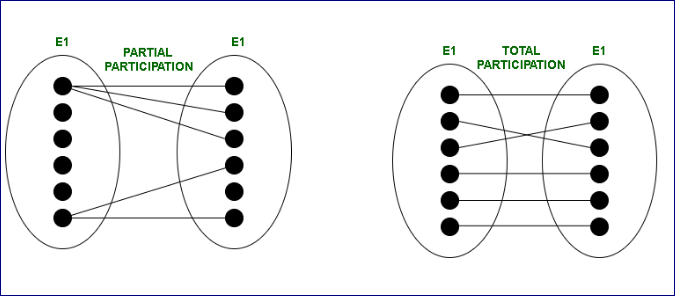 E1
PARTIAL
PARTICIPATION
E1
E1
TOTAL
PARTICIPATION
E1